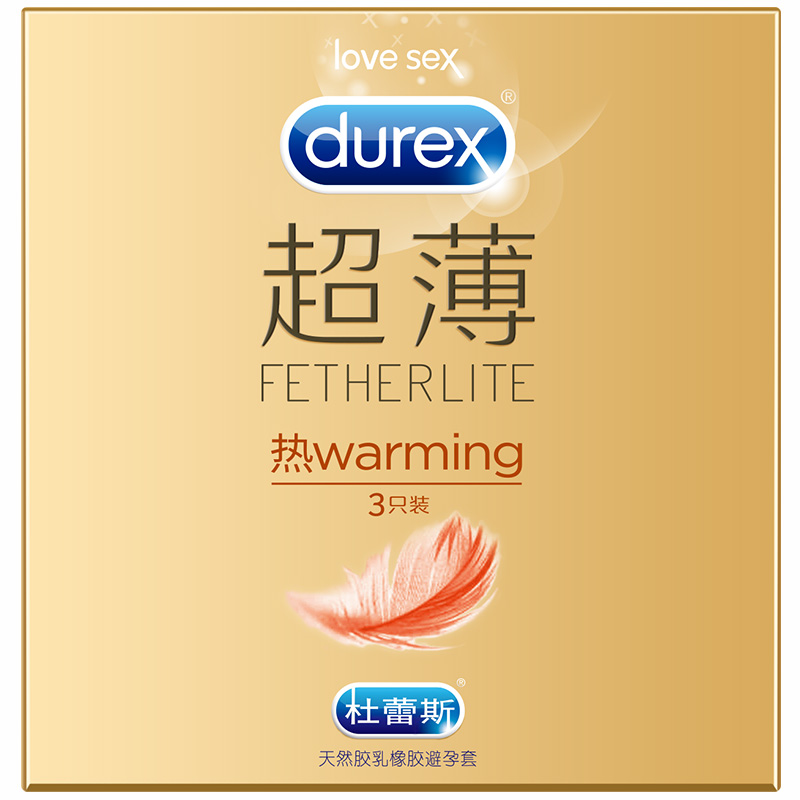 love sex
durex®
超薄
FETHERLITE
热warming
3只装
杜蕾斯®
天然胶乳橡胶避孕套